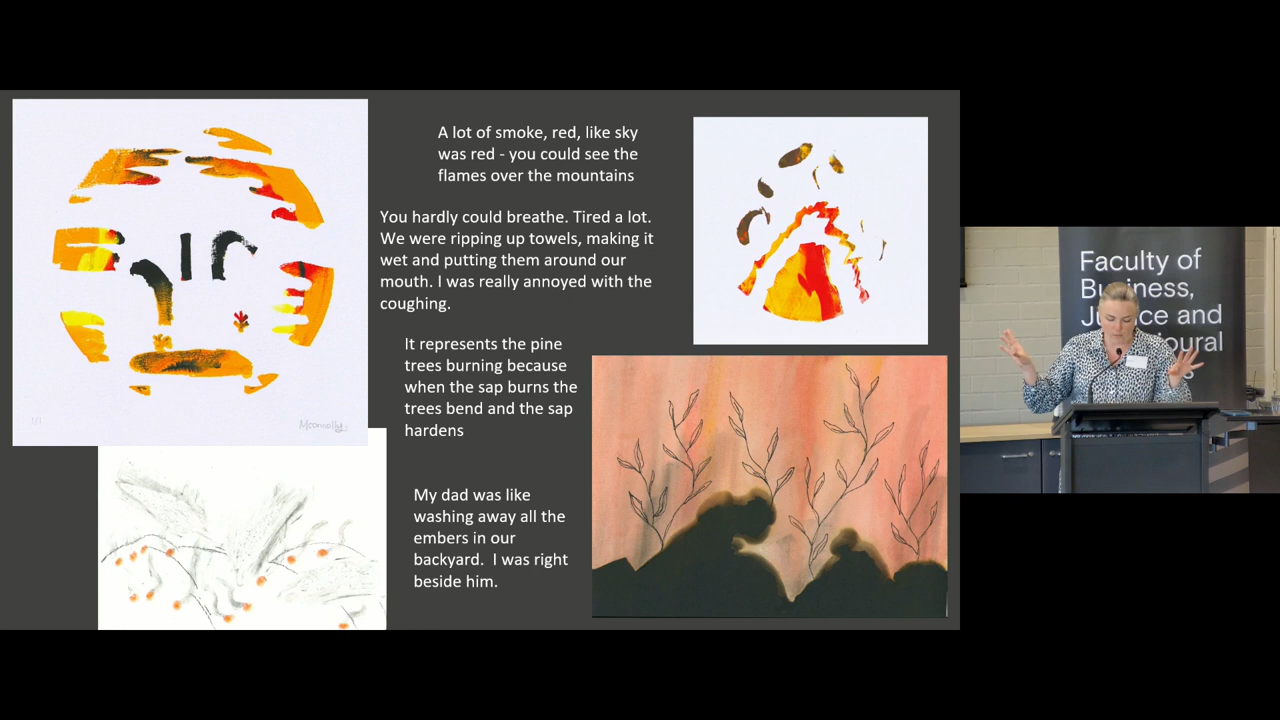 A lot of smoke, red, like sky
was red - you could see the
flames over the mountains
You hardly could breathe. Tired a lot.
We were ripping up towels, making it
wet and putting them around our
mouth. I was really annoyed with the
coughing.
It represents the pine
trees burning because
when the sap burns the
trees bend and the sap
hardens
My dad was like
washing away all the
embers in our
backyard. I was right
beside him.
1/1
Mconnelly
Faculty of